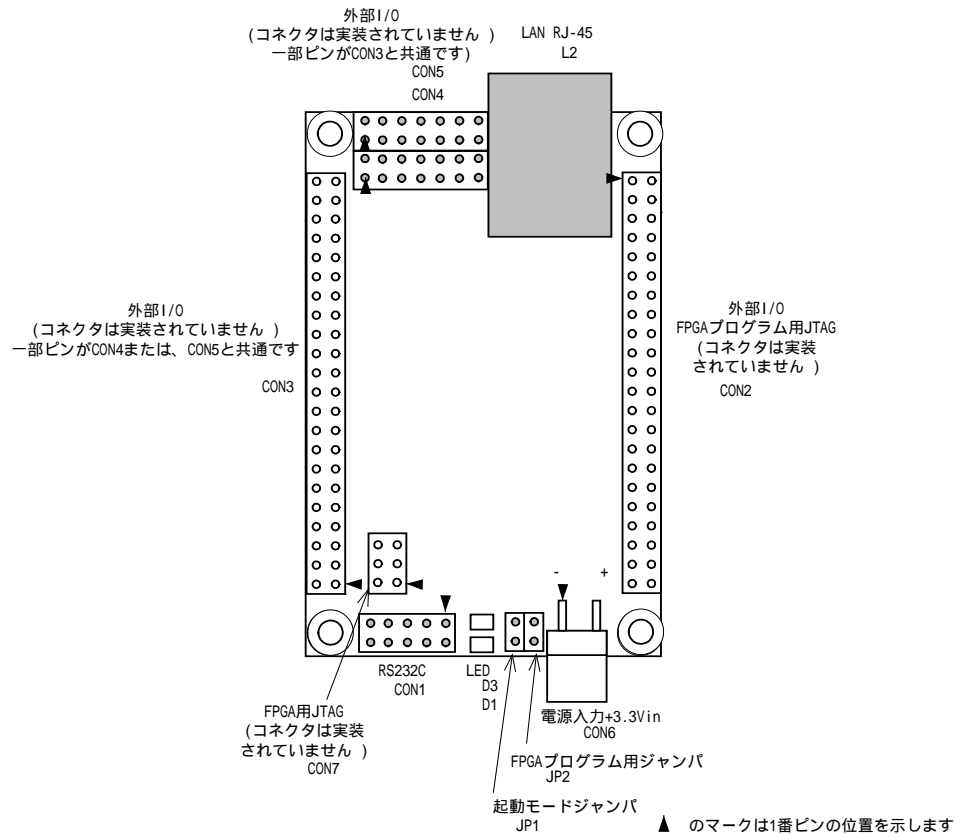 外部I/O
(コネクタは実装されていません )
一部ピンがCON3と共通です)
CON5
CON4
LAN RJ-45
L2
外部I/O
(コネクタは実装されていません )
一部ピンがCON4または、CON5と共通です
CON3
外部I/O
FPGAプログラム用JTAG
(コネクタは実装
されていません )
CON2
- +
RS232C
CON1
LED
D3
D1
電源入力+3.3Vin
CON6
FPGA用JTAG
(コネクタは実装
されていません )
CON7
FPGAプログラム用ジャンパ
JP2
起動モードジャンパ
JP1
▲ のマークは1番ピンの位置を示します